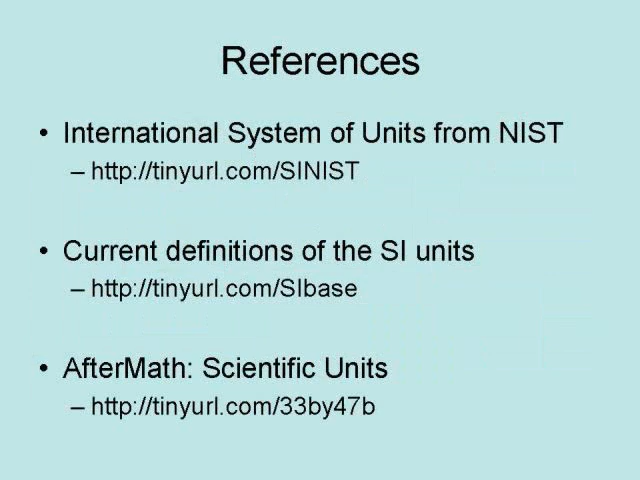 References
• International System of Units from NIST
– http://tinyurl.com/SINIST
• Current definitions of the SI units
– http://tinyurl.com/SIbase
• AfterMath: Scientific Units
– http://tinyurl.com/33by47b